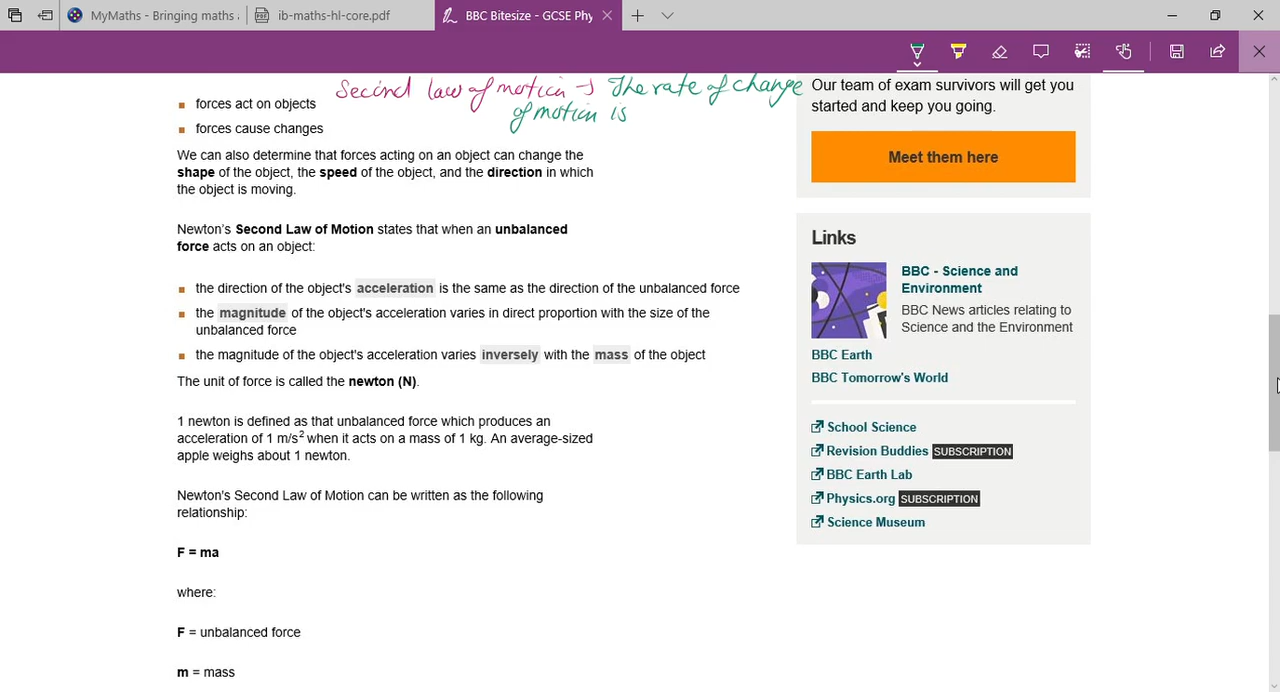 MyMaths - Bringing maths
ib-maths-hl-core.pdf
BBC Bitesize - GCSE Phy
Second law of motion → The rate of change
of motion is
forces act on objects
forces cause changes
We can also determine that forces acting on an object can change the
shape of the object, the speed of the object, and the direction in which
the object is moving.
Newton's Second Law of Motion states that when an unbalanced
force acts on an object:
the direction of the object's acceleration is the same as the direction of the unbalanced force
the magnitude of the object's acceleration varies in direct proportion with the size of the
unbalanced force
the magnitude of the object's acceleration varies inversely with the mass of the object
The unit of force is called the newton (N).
1 newton is defined as that unbalanced force which produces an
acceleration of 1 m/s² when it acts on a mass of 1 kg. An average-sized
apple weighs about 1 newton.
Newton's Second Law of Motion can be written as the following
relationship:
F = ma
where:
F = unbalanced force
m = mass
Our team of exam survivors will get you
started and keep you going.
Meet them here
Links
BBC - Science and
Environment
BBC News articles relating to
Science and the Environment
BBC Earth
BBC Tomorrow's World
School Science
Revision Buddies SUBSCRIPTION
BBC Earth Lab
Physics.org SUBSCRIPTION
Science Museum